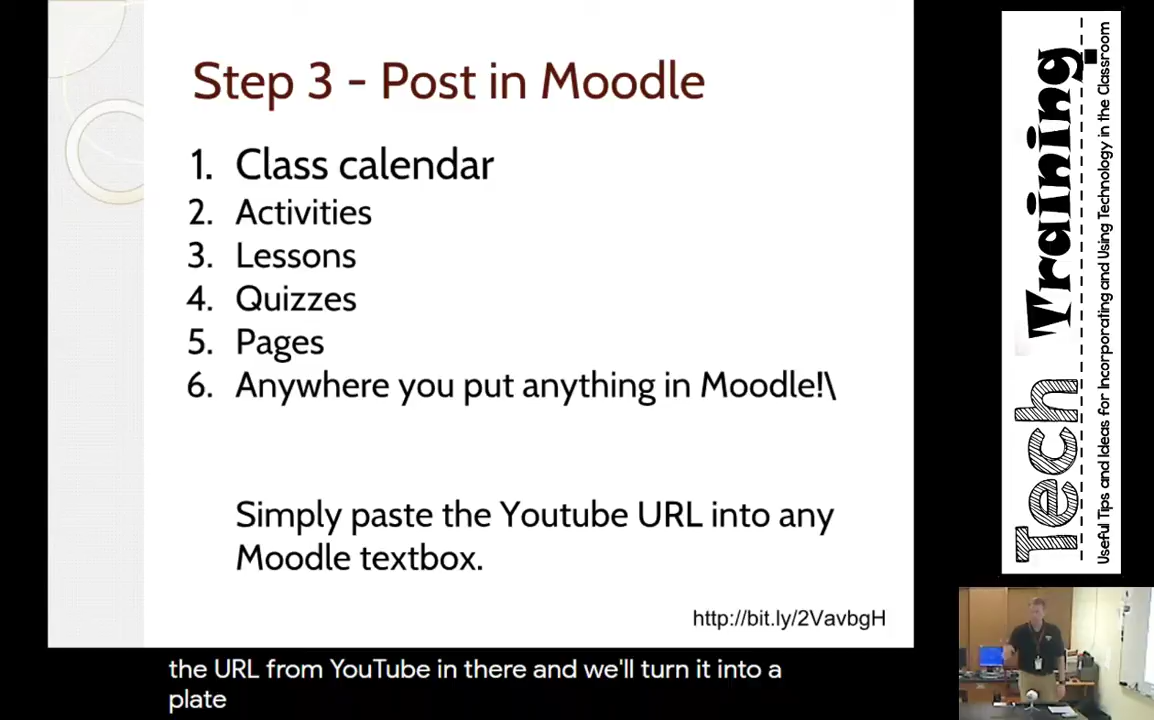 Step 3 - Post in Moodle
1. Class calendar
2. Activities
3. Lessons
4. Quizzes
5. Pages
6. Anywhere you put anything in Moodle!\
Simply paste the Youtube URL into any
Moodle textbox.
http://bit.ly/2VavbgH
the URL from YouTube in there and we'll turn it into a
plate
Tech Training
Useful Tips and Ideas for Incorporating and Using Technology in the Classroom